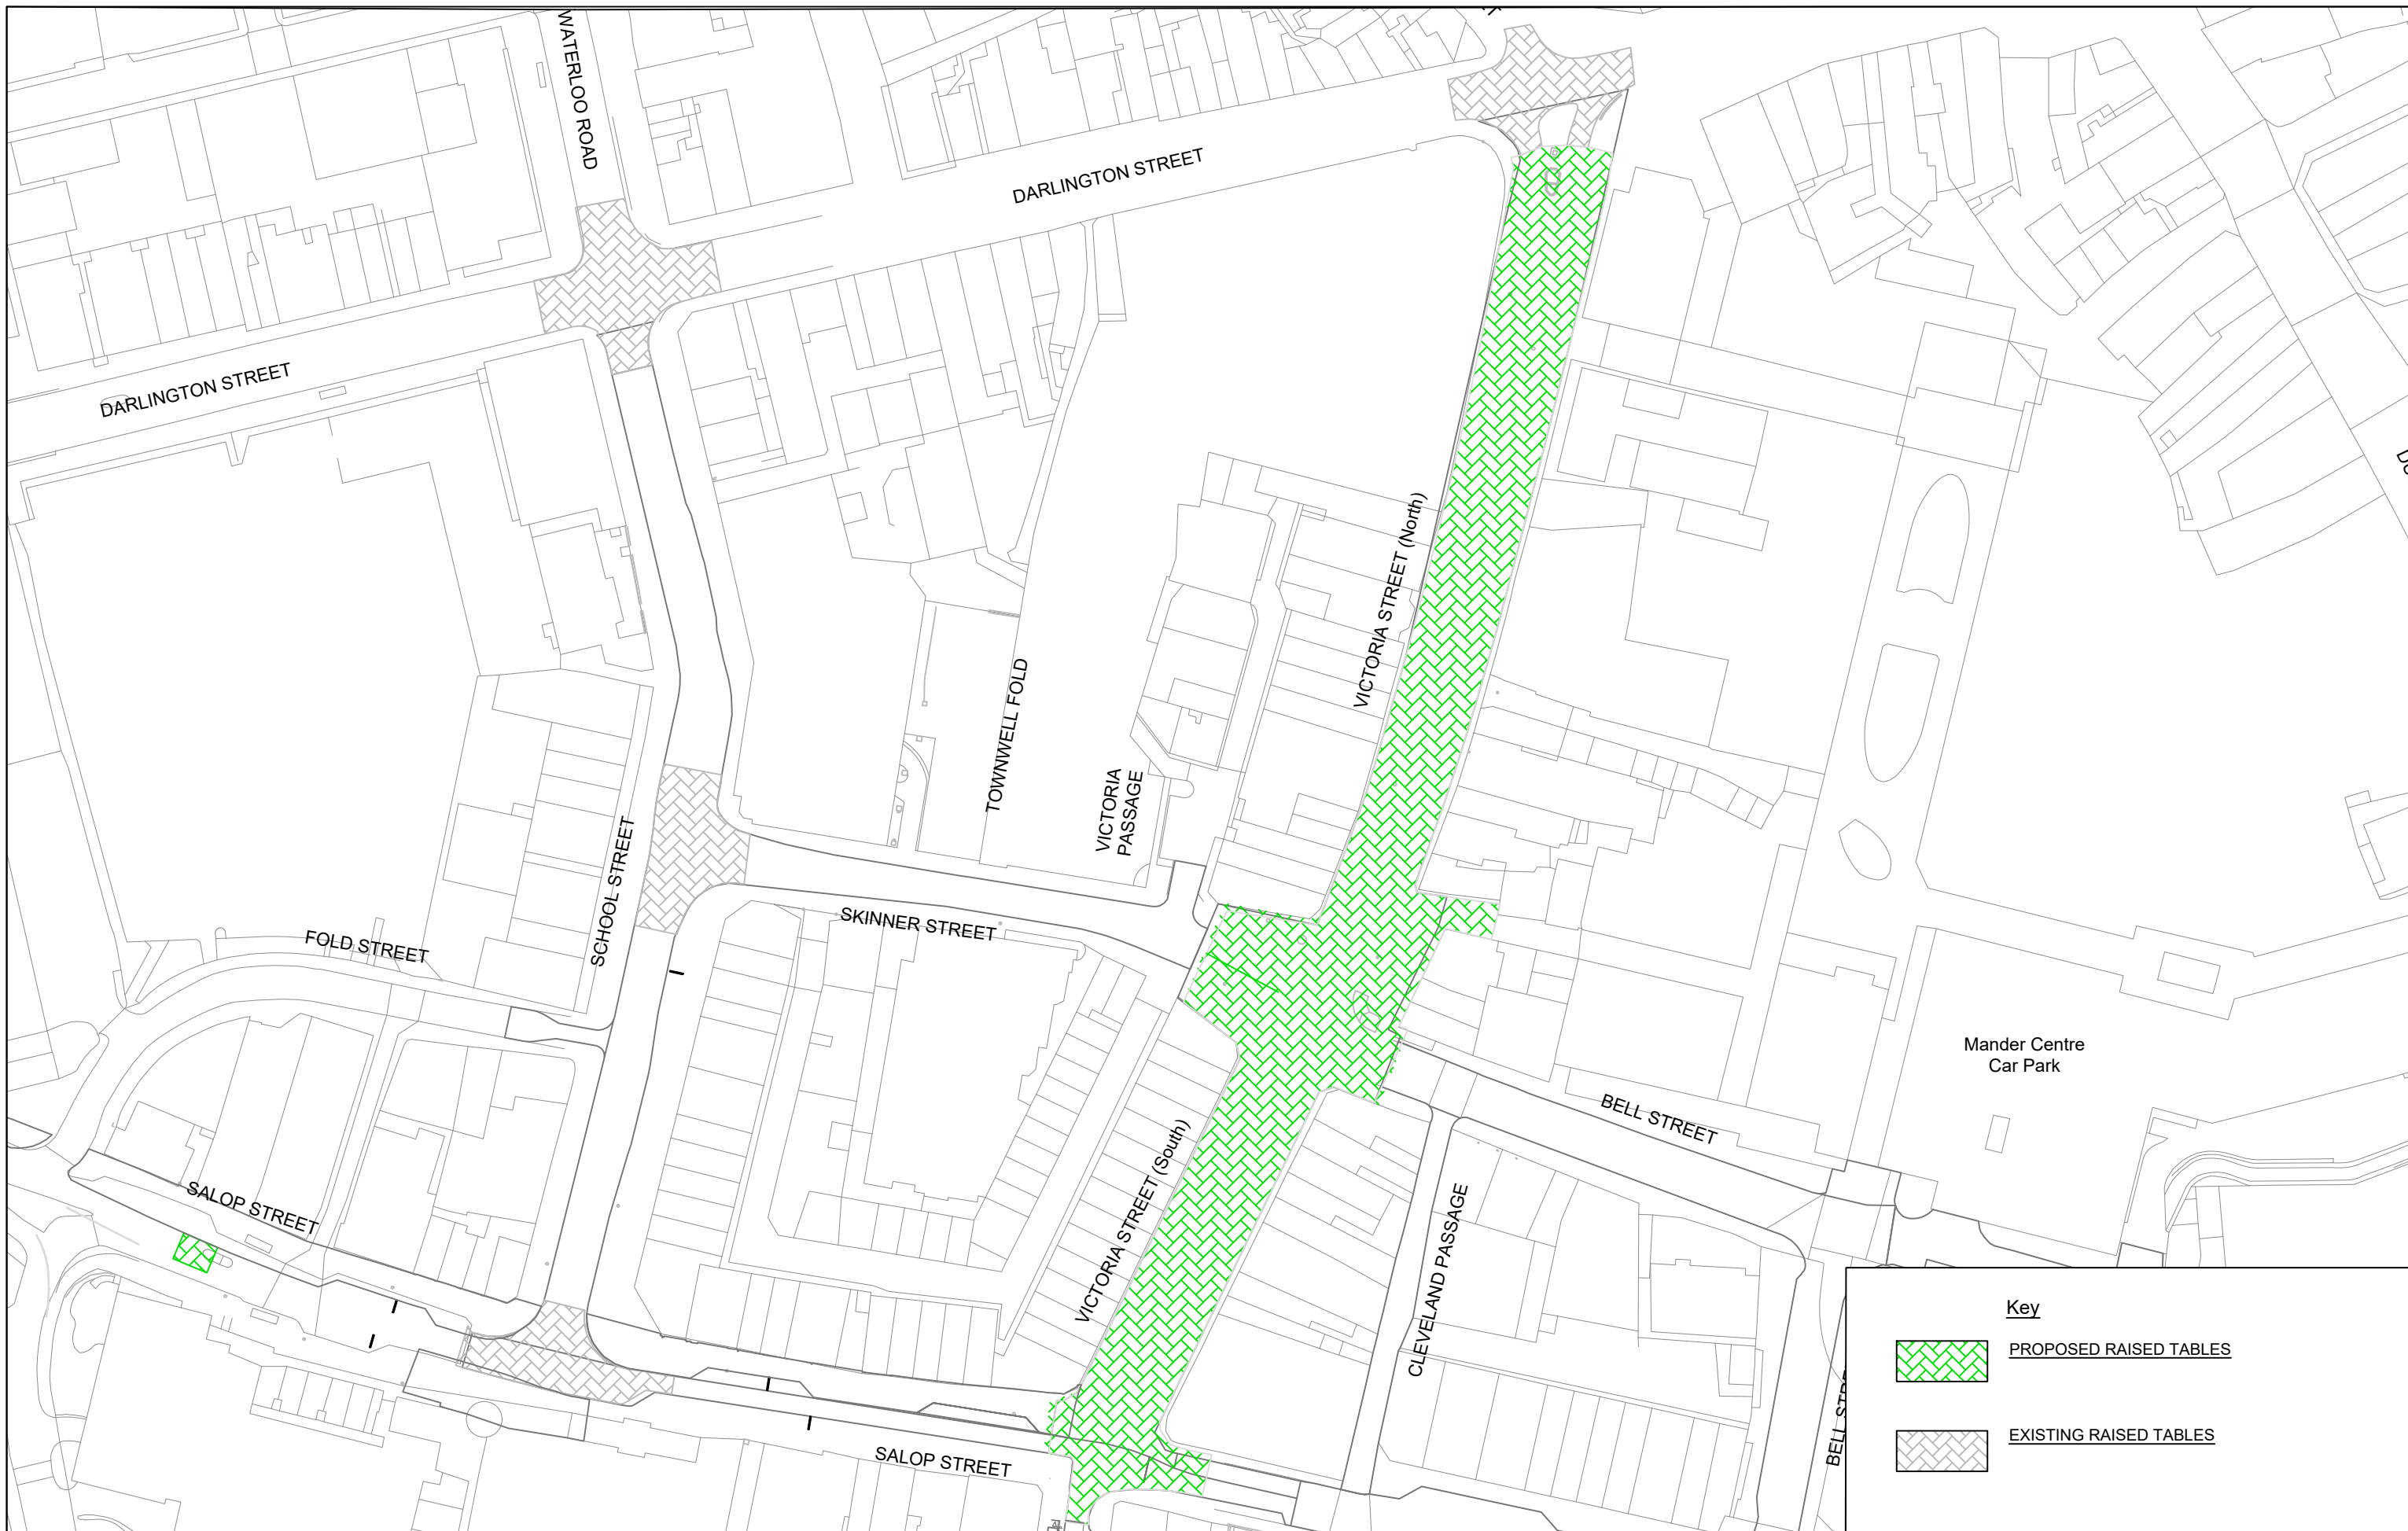 WATERLOO ROAD
DARLINGTON STREET
DARLINGTON STREET
VICTORIA STREET (North)
TOWNWELL FOLD
VICTORIA
PASSAGE
SCHOOL STREET
SKINNER STREET
FOLD STREET
Mander Centre
Car Park
BELL STREET
VICTORIA STREET (South)
SALOP STREET
CLEVELAND PASSAGE
SALOP STREET
BELL
Key
PROPOSED RAISED TABLES
EXISTING RAISED TABLES